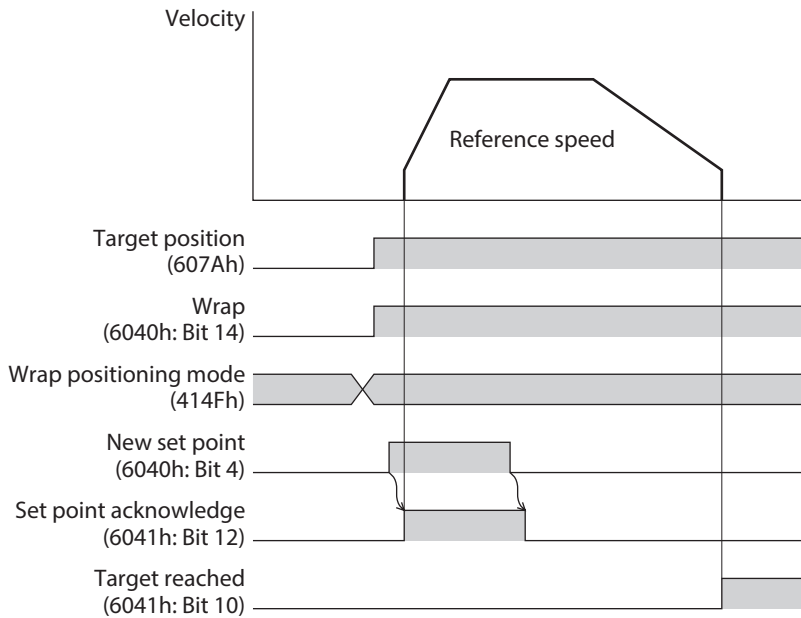 Velocity
Reference speed
Target position
(607Ah)
Wrap
(6040h: Bit 14)
Wrap positioning mode
(414Fh)
New set point
(6040h: Bit 4)
Set point acknowledge
(6041h: Bit 12)
Target reached
(6041h: Bit 10)